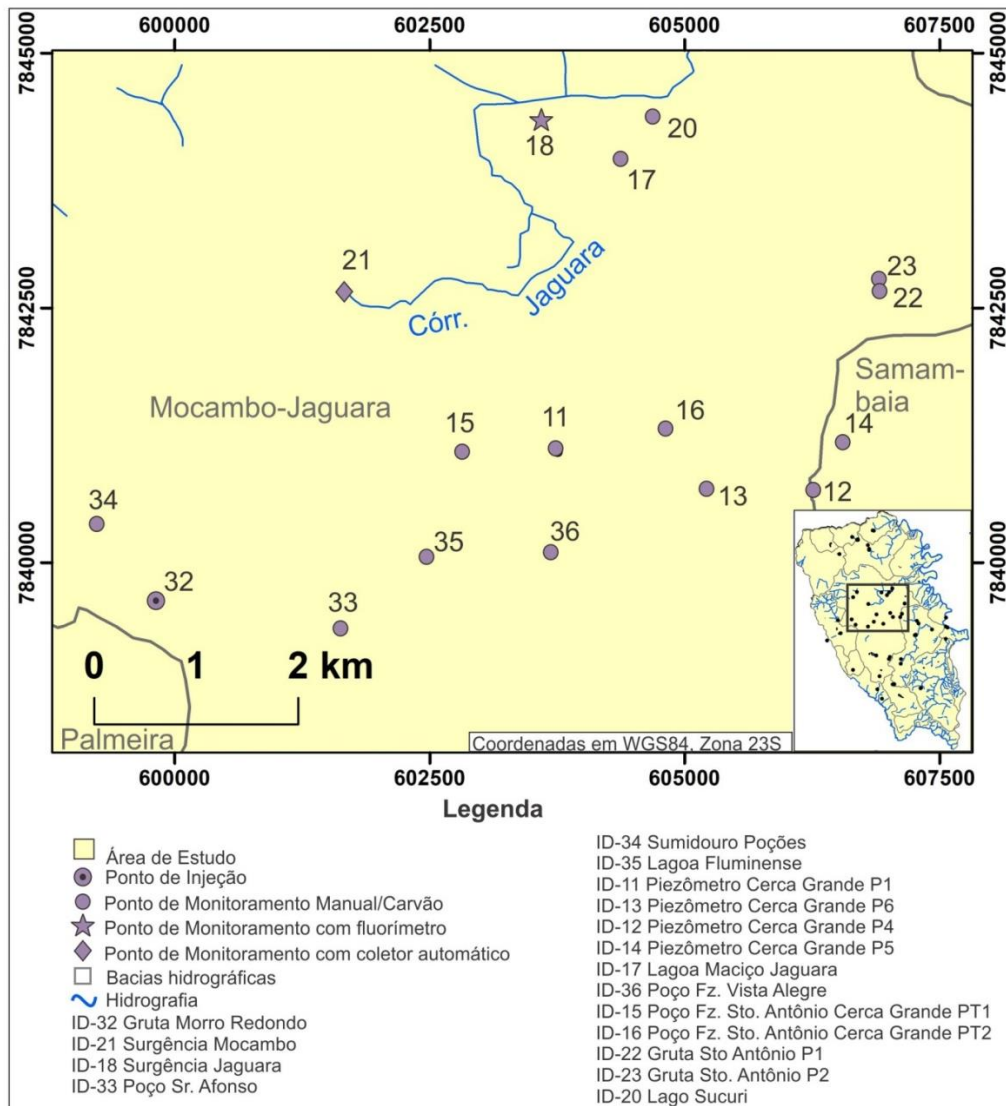 600000 602500 605000 607500
7845000 7845000
20
18
17
21
23
22
Jaguara
Córr.
7842500 7842500
Samam-
baia
Mocambo-Jaguara
16
15 11
14
13
12
34
35 36
7840000 7840000
32
33
0 1 2 km
Palmeira
Coordenadas em WGS84, Zona 23S
600000 602500 605000 607500
Legenda
Área de Estudo
Ponto de Injeção
Ponto de Monitoramento Manual/Carvão
Ponto de Monitoramento com fluorímetro
Ponto de Monitoramento com coletor automático
Bacias hidrográficas
Hidrografia
ID-32 Gruta Morro Redondo
ID-21 Surgência Mocambo
ID-18 Surgência Jaguara
ID-33 Poço Sr. Afonso
ID-34 Sumidouro Poções
ID-35 Lagoa Fluminense
ID-11 Piezômetro Cerca Grande P1
ID-13 Piezômetro Cerca Grande P6
ID-12 Piezômetro Cerca Grande P4
ID-14 Piezômetro Cerca Grande P5
ID-17 Lagoa Maciço Jaguara
ID-36 Poço Fz. Vista Alegre
ID-15 Poço Fz. Sto. Antônio Cerca Grande PT1
ID-16 Poço Fz. Sto. Antônio Cerca Grande PT2
ID-22 Gruta Sto Antônio P1
ID-23 Gruta Sto. Antônio P2
ID-20 Lago Sucuri